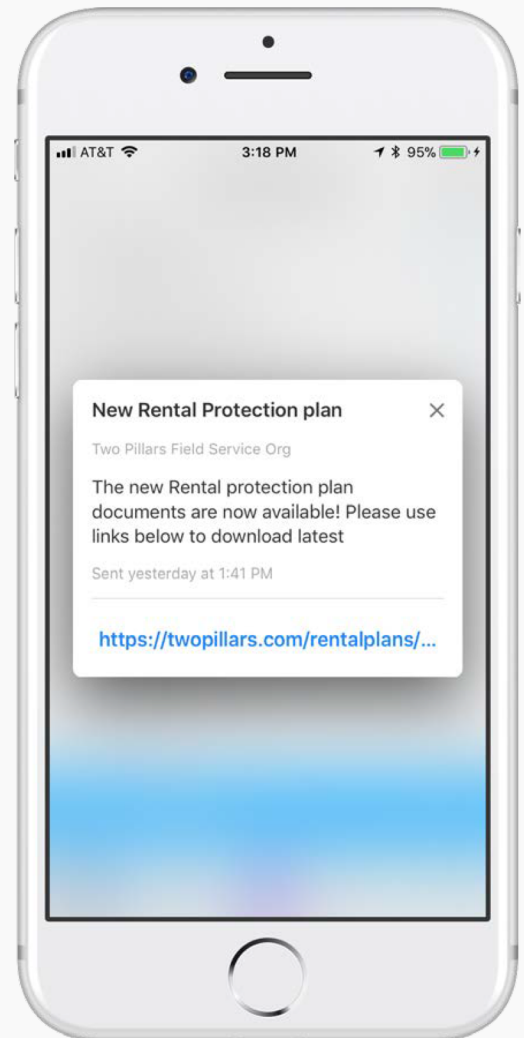 AT&T 3:18 PM 95%
New Rental Protection plan
Two Pillars Field Service Org
The new Rental protection plan
documents are now available! Please use
links below to download latest
Sent yesterday at 1:41 PM
https://twopillars.com/rentalplans/...